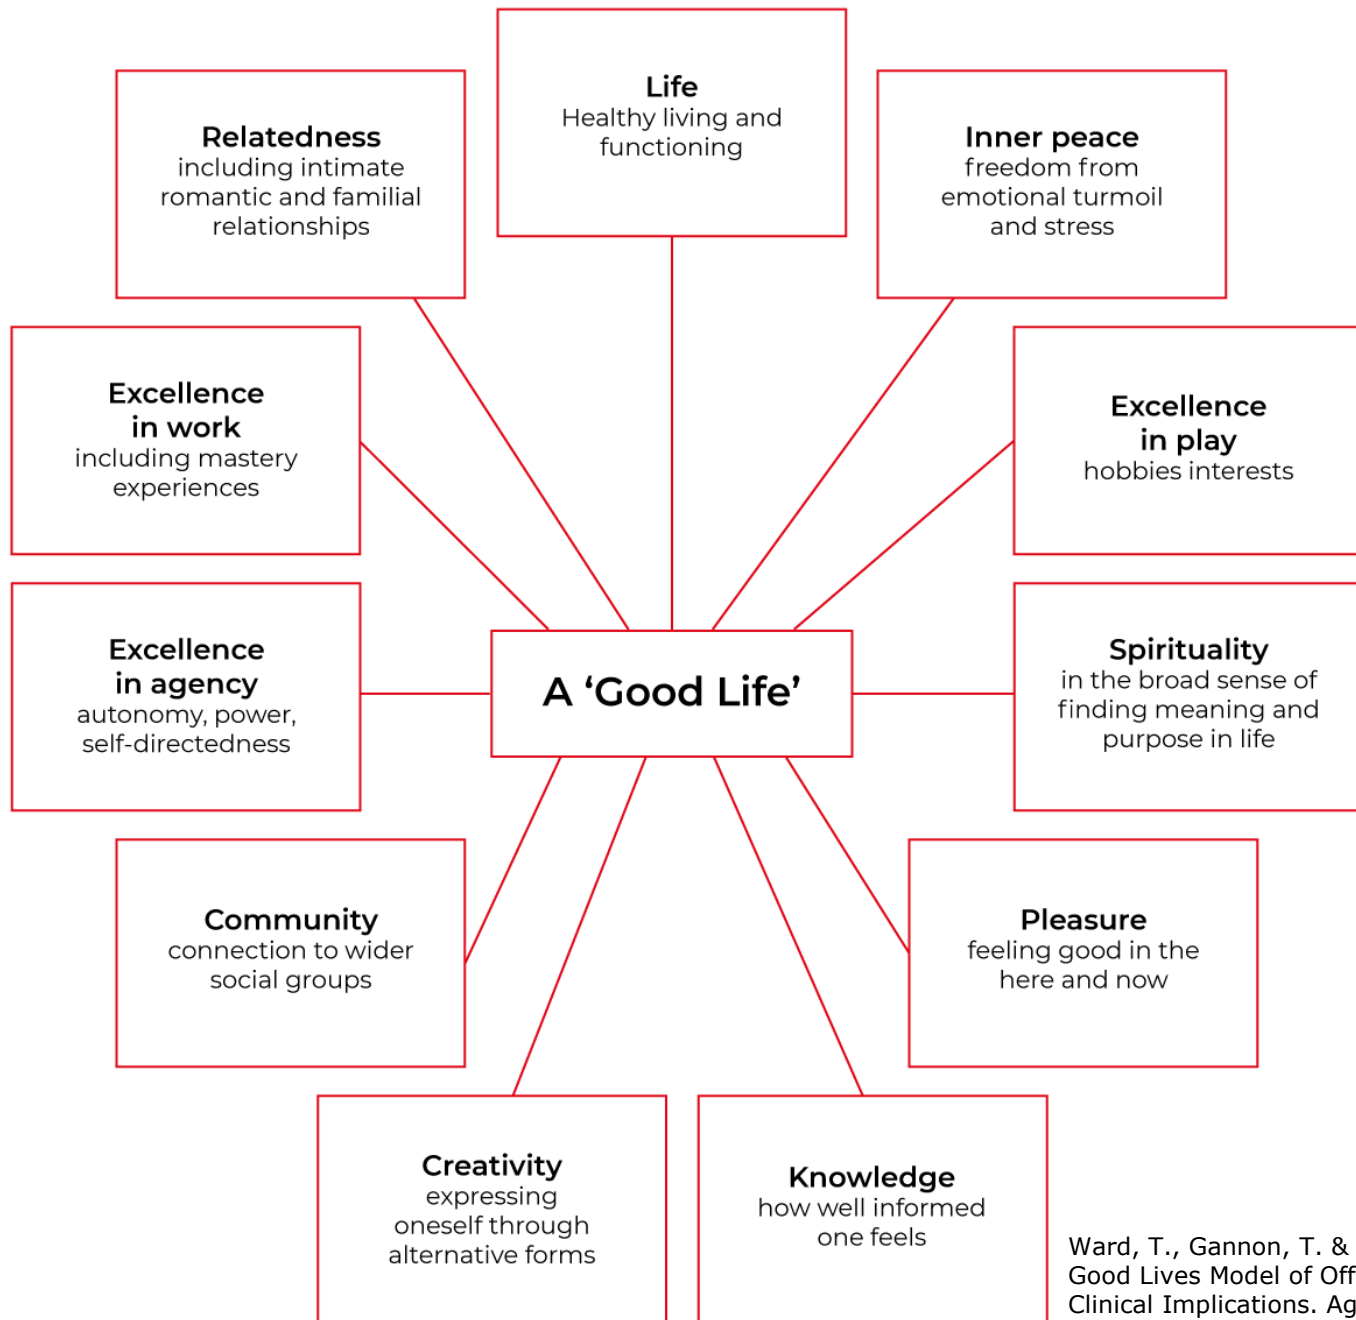 Life
Healthy living and
functioning
Relatedness
including intimate
romantic and familial
relationships
Inner peace
freedom from
emotional turmoil
and stress
Excellence
in work
including mastery
experiences
Excellence
in play
hobbies interests
Excellence
in agency
autonomy, power,
self-directedness
A ‘Good Life’
Spirituality
in the broad sense of
finding meaning and
purpose in life
Community
connection to wider
social groups
Pleasure
feeling good in the
here and now
Creativity
expressing
oneself through
alternative forms
Knowledge
how well informed
one feels
Ward, T., Gannon, T. &
Good Lives Model of Off
Clinical Implications. Ag